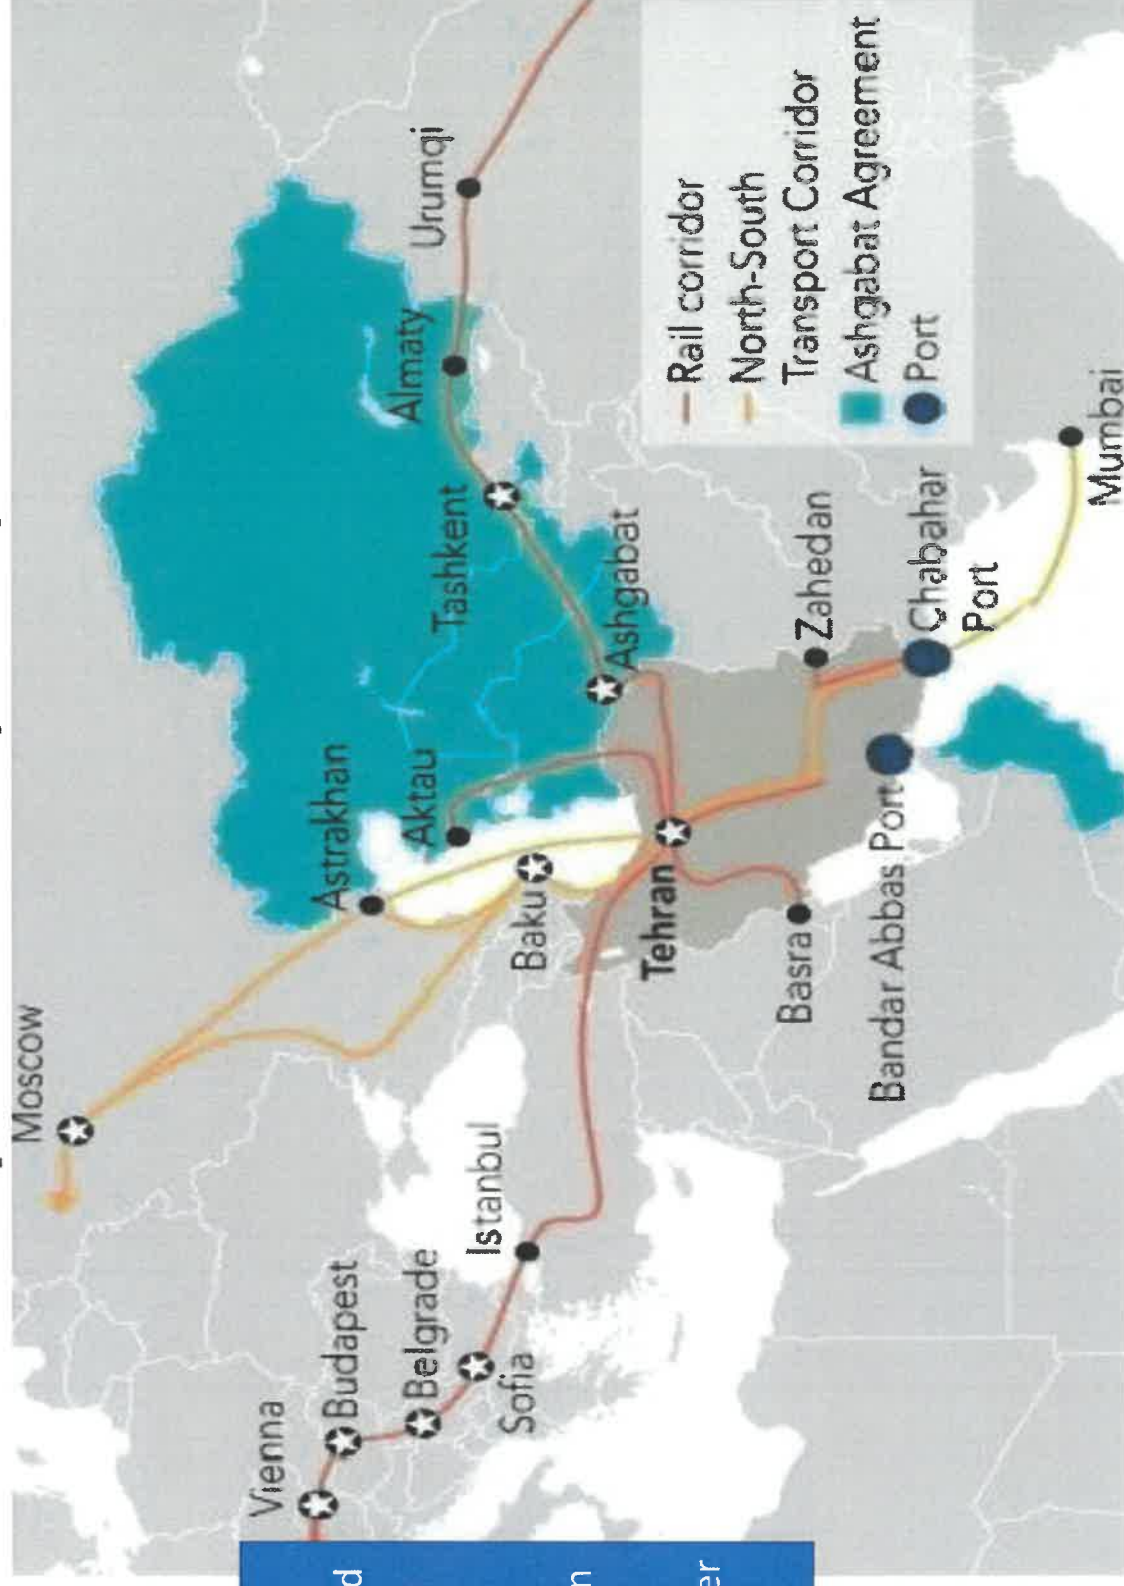 Moscow
Vienna
Budapest
Belgrade
Sofia
Istanbul
Astrakhan
Aktau
Baku
Tehran
Basra
Bandar Abbas Port
Tashkent
Ashgabat
Almaty
Urumqi
Zahedan
Chabahar
Port
Mumbai
Rail corridor
North-South
Transport Corridor
Ashgabat Agreement
Port
d
n
er